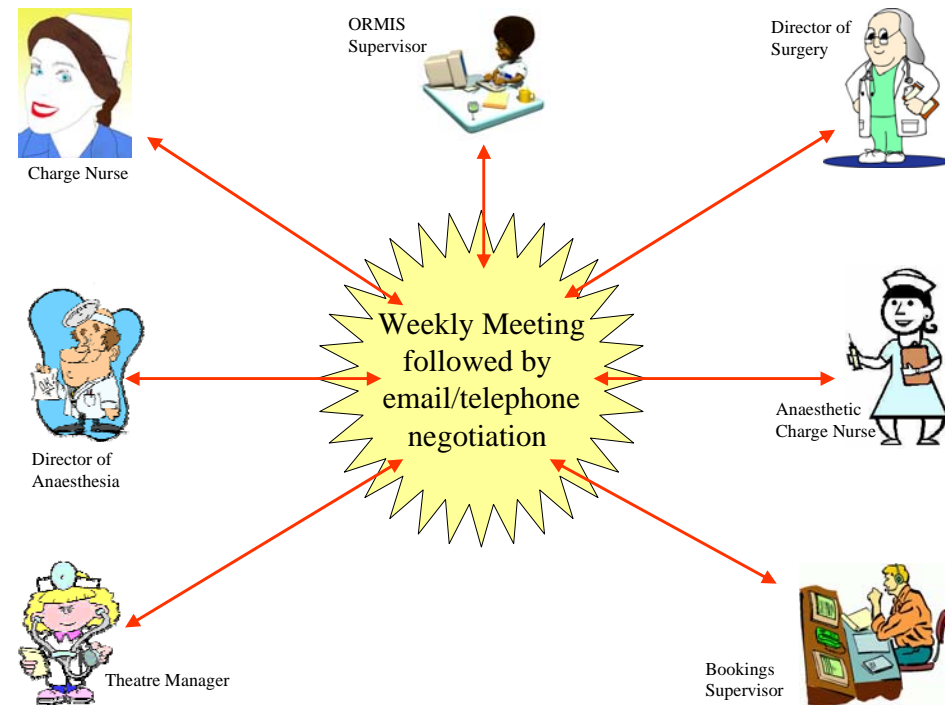 ORMIS
Supervisor
Director of
Surgery
Charge Nurse
Weekly Meeting
followed by
email/telephone
negotiation
Anaesthetic
Charge Nurse
Director of
Anaesthesia
Theatre Manager
Bookings
Supervisor